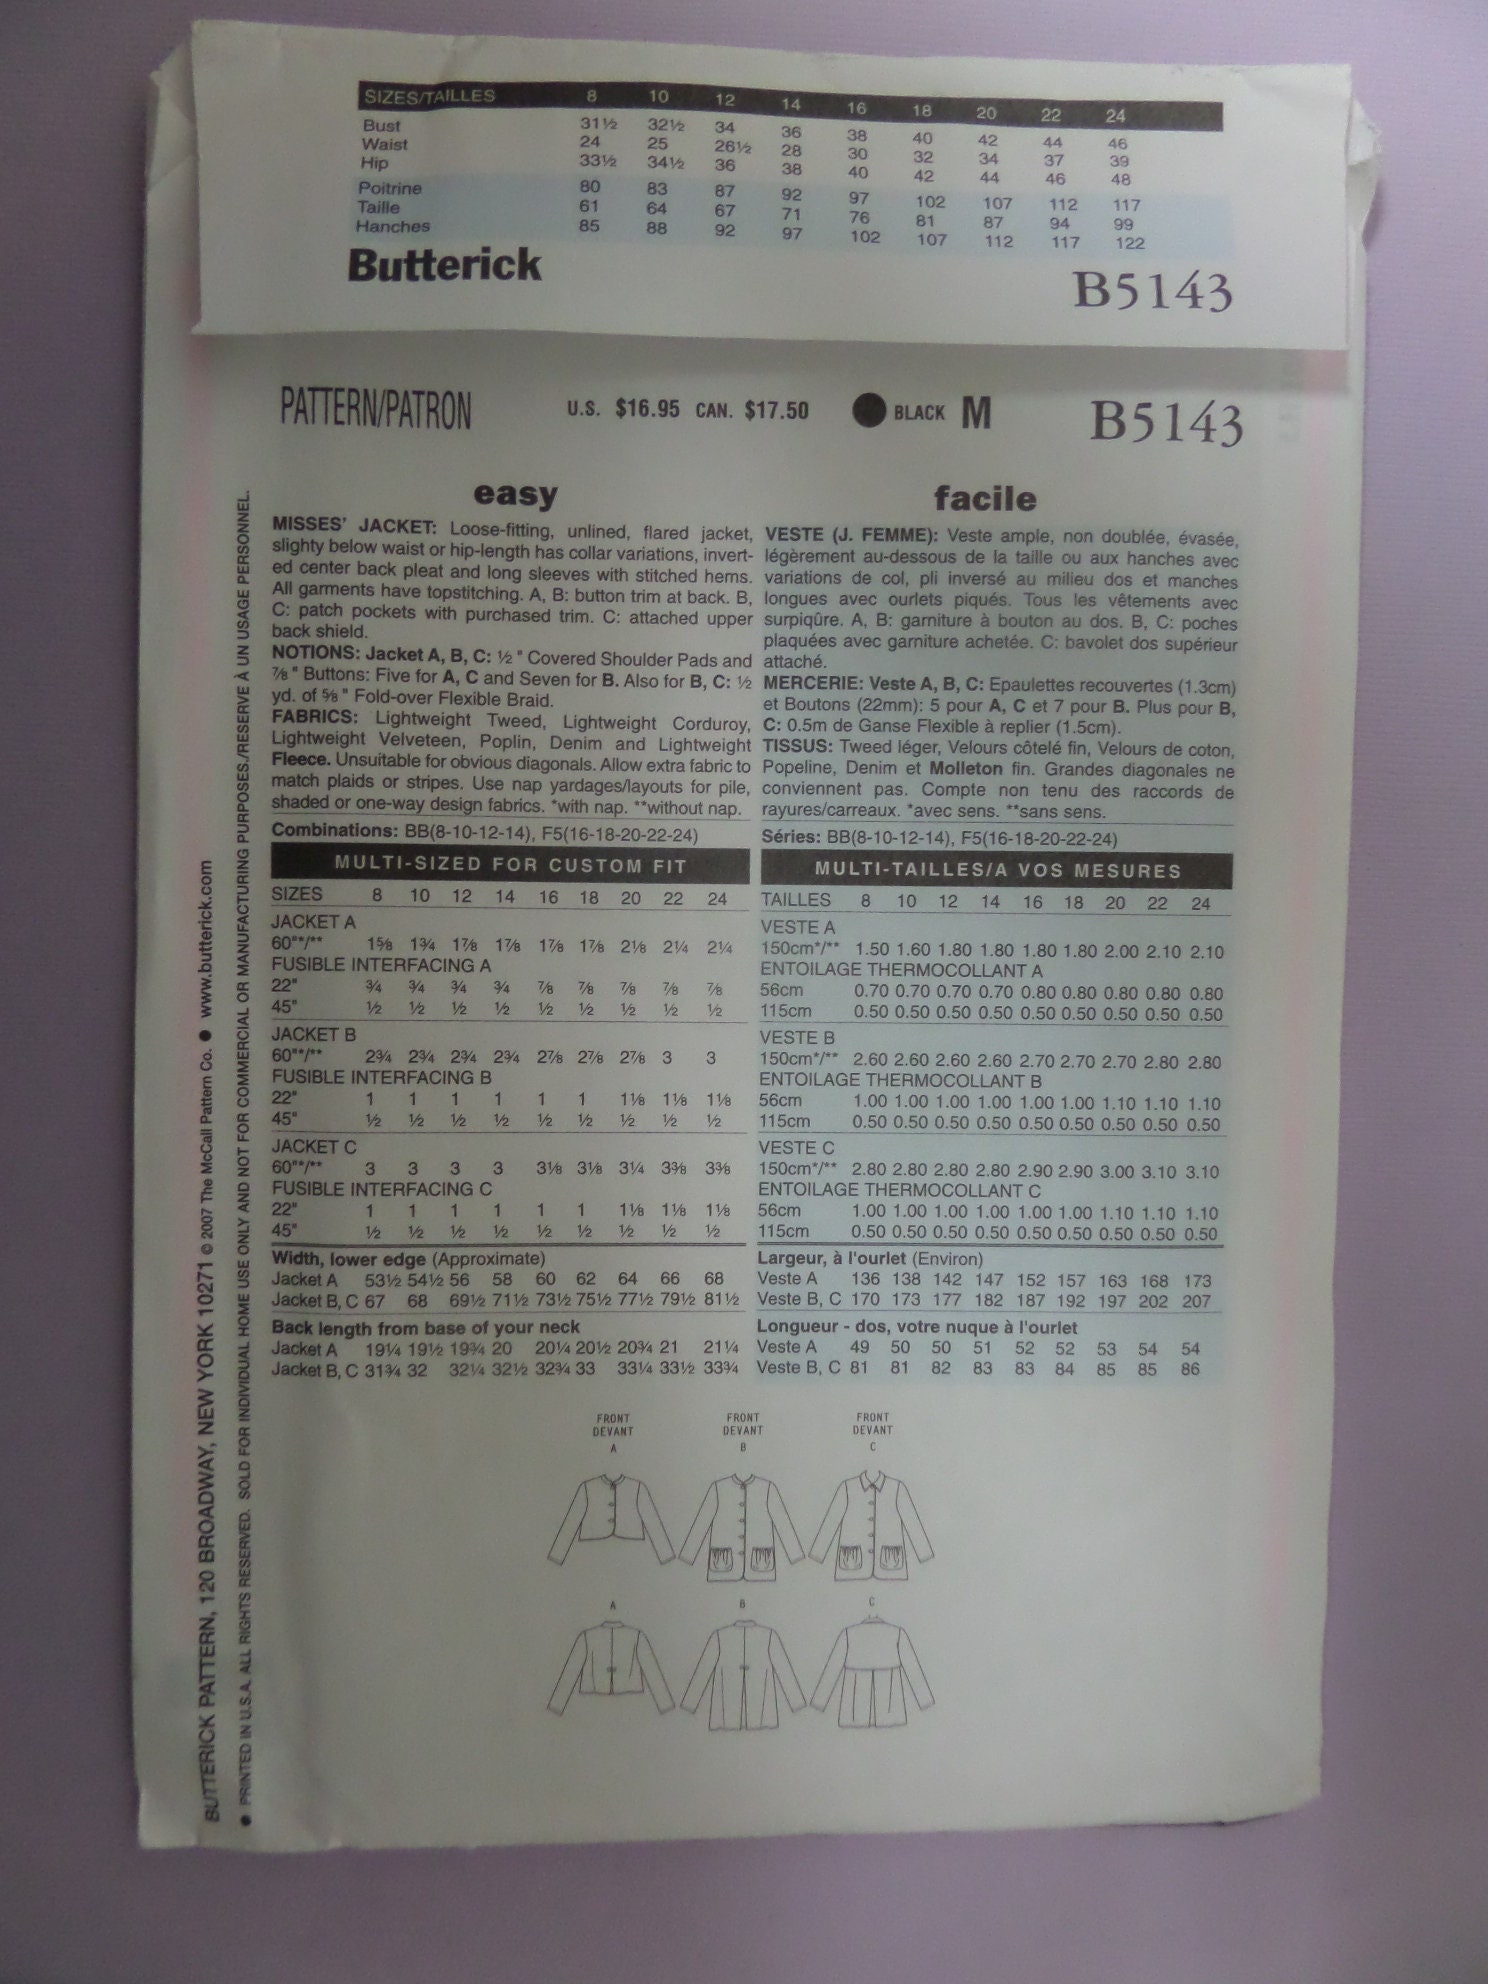 SIZES/TAILLES 8 10 12 14 16 18 20 22 24
Bust 31½ 32½ 34 36 38 40 42 44 46
Waist 24 25 26½ 28 30 32 34 37 39
Hip 33½ 34½ 36 38 40 42 44 46 48
Poitrine 80 83 87 92 97 102 107 112 117
Taille 61 64 67 71 76 81 87 94 99
Hanches 85 88 92 97 102 107 112 117 122
Butterick B5143
PATTERN/PATRON U.S. $16.95 CAN. $17.50 ● BLACK M B5143
easy
MISSES' JACKET: Loose-fitting, unlined, flared jacket,
slighty below waist or hip-length has collar variations, invert-
ed center back pleat and long sleeves with stitched hems.
All garments have topstitching. A, B: button trim at back. B,
C: patch pockets with purchased trim. C: attached upper
back shield.
NOTIONS: Jacket A, B, C: ½ " Covered Shoulder Pads and
⅞ " Buttons: Five for A, C and Seven for B. Also for B, C: ½
yd. of ⅝ " Fold-over Flexible Braid.
FABRICS: Lightweight Tweed, Lightweight Corduroy,
Lightweight Velveteen, Poplin, Denim and Lightweight
Fleece. Unsuitable for obvious diagonals. Allow extra fabric to
match plaids or stripes. Use nap yardages/layouts for pile,
shaded or one-way design fabrics. *with nap. **without nap.
Combinations: BB(8-10-12-14), F5(16-18-20-22-24)
MULTI-SIZED FOR CUSTOM FIT
SIZES 8 10 12 14 16 18 20 22 24
JACKET A
60"*/** 1⅝ 1¾ 1⅞ 1⅞ 1⅞ 1⅞ 2⅛ 2¼ 2¼
FUSIBLE INTERFACING A
22" ¾ ¾ ¾ ¾ ⅞ ⅞ ⅞ ⅞ ⅞
45" ½ ½ ½ ½ ½ ½ ½ ½ ½
JACKET B
60"*/** 2¾ 2¾ 2¾ 2¾ 2⅞ 2⅞ 2⅞ 3 3
FUSIBLE INTERFACING B
22" 1 1 1 1 1 1 1⅛ 1⅛ 1⅛
45" ½ ½ ½ ½ ½ ½ ½ ½ ½
JACKET C
60"*/** 3 3 3 3 3⅛ 3⅛ 3¼ 3⅜ 3⅜
FUSIBLE INTERFACING C
22" 1 1 1 1 1 1 1⅛ 1⅛ 1⅛
45" ½ ½ ½ ½ ½ ½ ½ ½ ½
Width, lower edge (Approximate)
Jacket A 53½ 54½ 56 58 60 62 64 66 68
Jacket B, C 67 68 69½ 71½ 73½ 75½ 77½ 79½ 81½
Back length from base of your neck
Jacket A 19¼ 19½ 19¾ 20 20¼ 20½ 20¾ 21 21¼
Jacket B, C 31¾ 32 32¼ 32½ 32¾ 33 33¼ 33½ 33¾
facile
VESTE (J. FEMME): Veste ample, non doublée, évasée,
légèrement au-dessous de la taille ou aux hanches avec
variations de col, pli inversé au milieu dos et manches
longues avec ourlets piqués. Tous les vêtements avec
surpiqûre. A, B: garniture à bouton au dos. B, C: poches
plaquées avec garniture achetée. C: bavolet dos supérieur
attaché.
MERCERIE: Veste A, B, C: Epaulettes recouvertes (1.3cm)
et Boutons (22mm): 5 pour A, C et 7 pour B. Plus pour B,
C: 0.5m de Ganse Flexible à replier (1.5cm).
TISSUS: Tweed léger, Velours côtelé fin, Velours de coton,
Popeline, Denim et Molleton fin. Grandes diagonales ne
conviennent pas. Compte non tenu des raccords de
rayures/carreaux. *avec sens. **sans sens.
Séries: BB(8-10-12-14), F5(16-18-20-22-24)
MULTI-TAILLES/A VOS MESURES
TAILLES 8 10 12 14 16 18 20 22 24
VESTE A
150cm*/** 1.50 1.60 1.80 1.80 1.80 1.80 2.00 2.10 2.10
ENTOILAGE THERMOCOLLANT A
56cm 0.70 0.70 0.70 0.70 0.80 0.80 0.80 0.80 0.80
115cm 0.50 0.50 0.50 0.50 0.50 0.50 0.50 0.50 0.50
VESTE B
150cm*/** 2.60 2.60 2.60 2.60 2.70 2.70 2.70 2.80 2.80
ENTOILAGE THERMOCOLLANT B
56cm 1.00 1.00 1.00 1.00 1.00 1.00 1.10 1.10 1.10
115cm 0.50 0.50 0.50 0.50 0.50 0.50 0.50 0.50 0.50
VESTE C
150cm*/** 2.80 2.80 2.80 2.80 2.90 2.90 3.00 3.10 3.10
ENTOILAGE THERMOCOLLANT C
56cm 1.00 1.00 1.00 1.00 1.00 1.00 1.10 1.10 1.10
115cm 0.50 0.50 0.50 0.50 0.50 0.50 0.50 0.50 0.50
Largeur, à l'ourlet (Environ)
Veste A 136 138 142 147 152 157 163 168 173
Veste B, C 170 173 177 182 187 192 197 202 207
Longueur - dos, votre nuque à l'ourlet
Veste A 49 50 50 51 52 52 53 54 54
Veste B, C 81 81 82 83 83 84 85 85 86
FRONT FRONT FRONT
DEVANT DEVANT DEVANT
A B C
A B C
BUTTERICK PATTERN, 120 BROADWAY, NEW YORK 10271 © 2007 The McCall Pattern Co. ● www.butterick.com
● PRINTED IN U.S.A. ALL RIGHTS RESERVED. SOLD FOR INDIVIDUAL HOME USE ONLY AND NOT FOR COMMERCIAL OR MANUFACTURING PURPOSES./RESERVE À UN USAGE PERSONNEL.